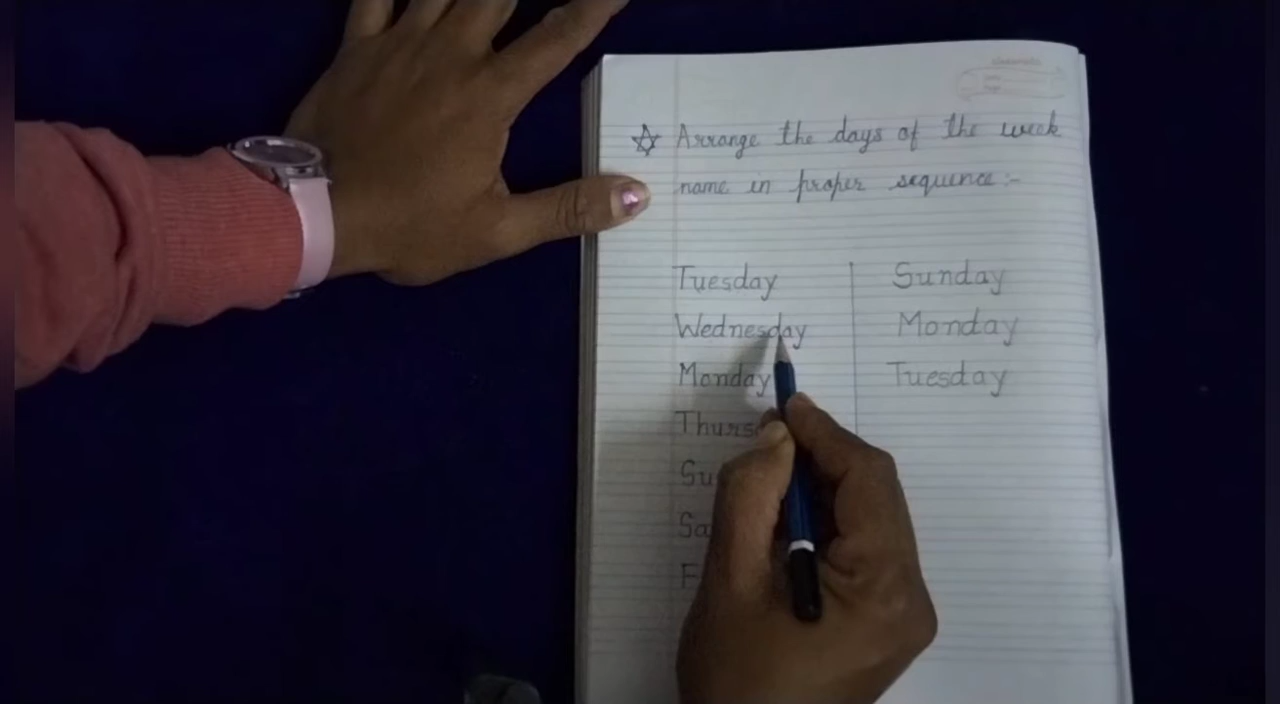 ☆ Arrange the days of the week
name in proper sequence :-
Tuesday
Wednesday
Monday
Sunday
Monday
Tuesday